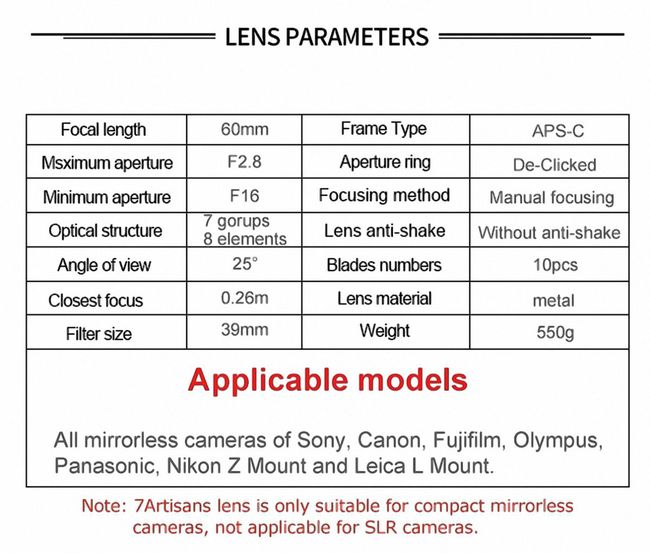 LENS PARAMETERS
Focal length 60mm Frame Type APS-C
Msximum aperture F2.8 Aperture ring De-Clicked
Minimum aperture F16 Focusing method Manual focusing
Optical structure 7 gorups 8 elements Lens anti-shake Without anti-shake
Angle of view 25° Blades numbers 10pcs
Closest focus 0.26m Lens material metal
Filter size 39mm Weight 550g
Applicable models
All mirrorless cameras of Sony, Canon, Fujifilm, Olympus,
Panasonic, Nikon Z Mount and Leica L Mount.
Note: 7Artisans lens is only suitable for compact mirrorless
cameras, not applicable for SLR cameras.